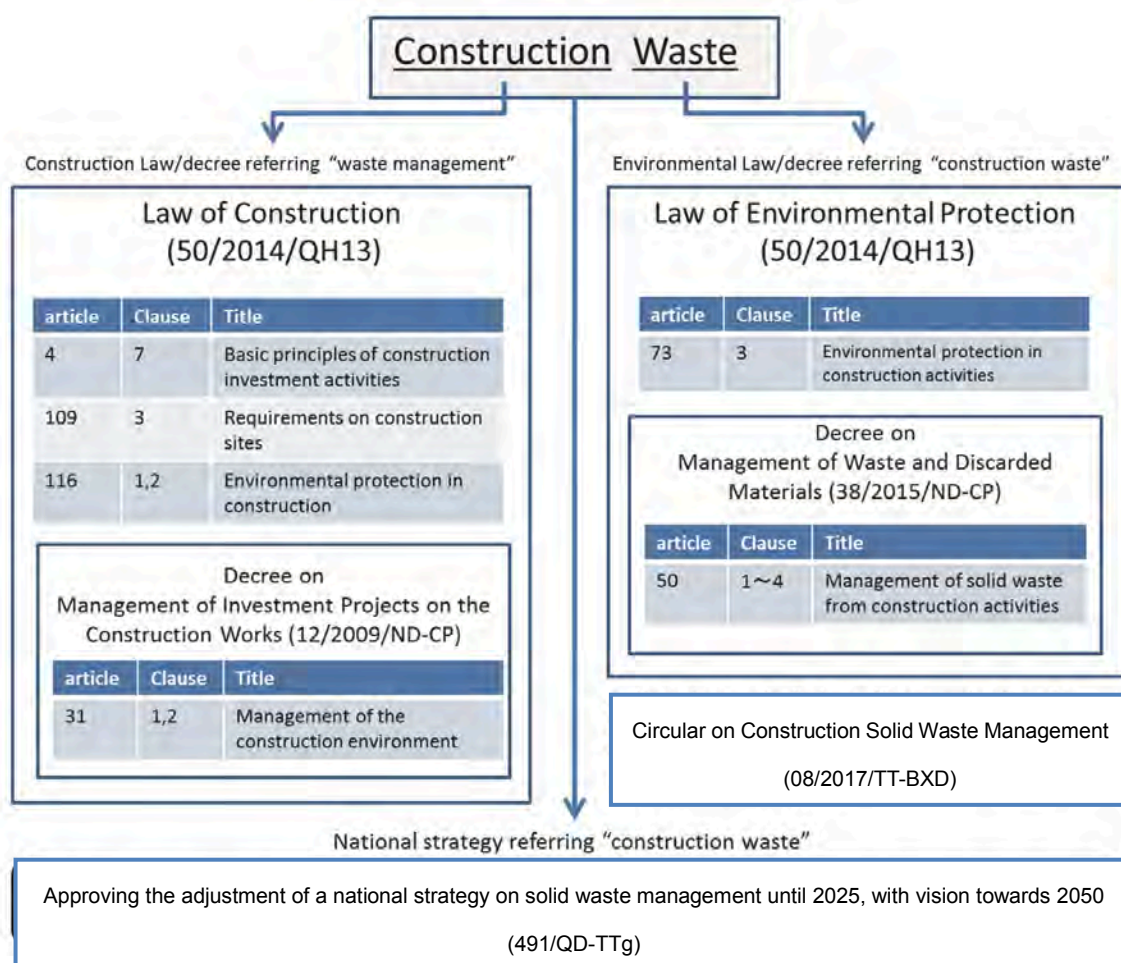 Construction Waste
Construction Law/decree referring “waste management”
Law of Construction
(50/2014/QH13)
article Clause Title
4 7 Basic principles of construction
investment activities
109 3 Requirements on construction
sites
116 1,2 Environmental protection in
construction
Decree on
Management of Investment Projects on the
Construction Works (12/2009/ND-CP)
article Clause Title
31 1,2 Management of the
construction environment
Environmental Law/decree referring “construction waste”
Law of Environmental Protection
(50/2014/QH13)
article Clause Title
73 3 Environmental protection in
construction activities
Decree on
Management of Waste and Discarded
Materials (38/2015/ND-CP)
article Clause Title
50 1～4 Management of solid waste
from construction activities
Circular on Construction Solid Waste Management
(08/2017/TT-BXD)
National strategy referring “construction waste”
Approving the adjustment of a national strategy on solid waste management until 2025, with vision towards 2050
(491/QD-TTg)